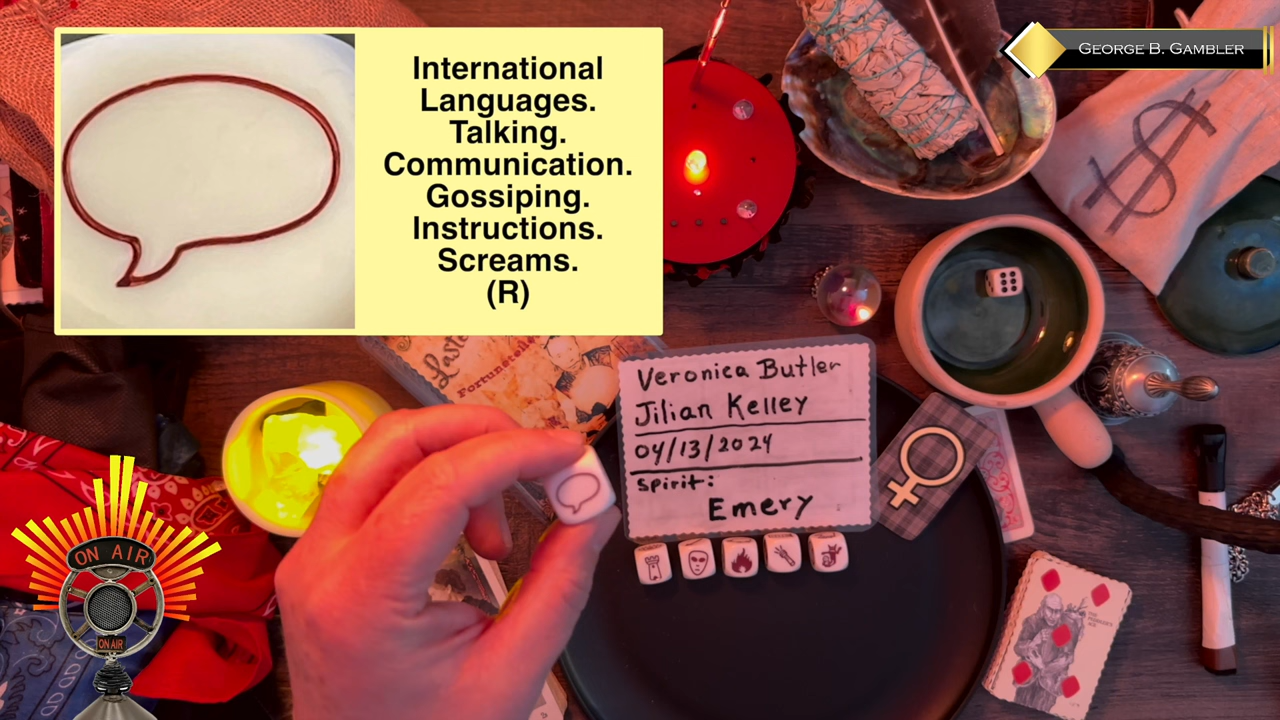 GEORGE B. GAMBLER
International
Languages.
Talking.
Communication.
Gossiping.
Instructions.
Screams.
(R)
Veronica Butler
Jilian Kelley
04/13/2024
Spirit:
Emery
$
ON AIR
ON AIR